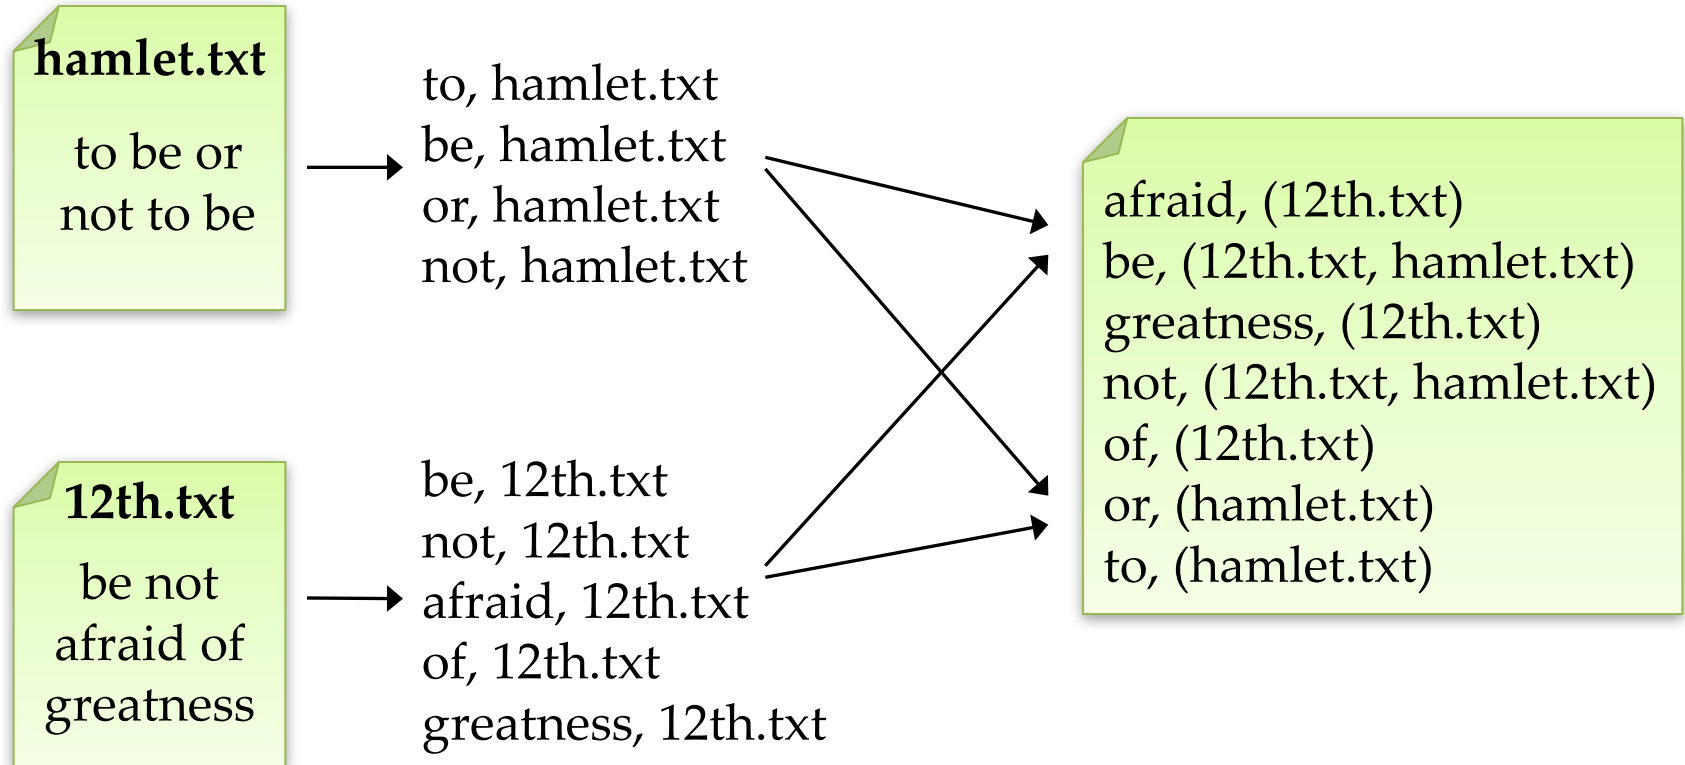 hamlet.txt
to be or
not to be
to, hamlet.txt
be, hamlet.txt
or, hamlet.txt
not, hamlet.txt
12th.txt
be not
afraid of
greatness
be, 12th.txt
not, 12th.txt
afraid, 12th.txt
of, 12th.txt
greatness, 12th.txt
afraid, (12th.txt)
be, (12th.txt, hamlet.txt)
greatness, (12th.txt)
not, (12th.txt, hamlet.txt)
of, (12th.txt)
or, (hamlet.txt)
to, (hamlet.txt)